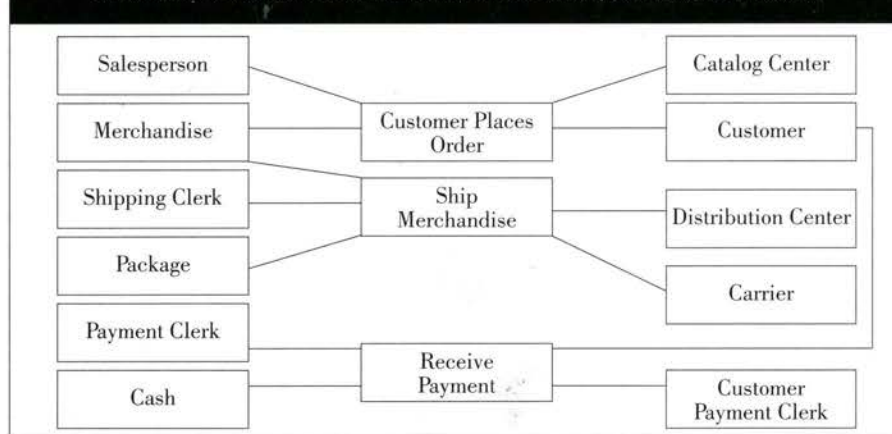 Salesperson
Merchandise
Shipping Clerk
Package
Payment Clerk
Cash
Customer Places
Order
Ship
Merchandise
Receive
Payment
Catalog Center
Customer
Distribution Center
Carrier
Customer
Payment Clerk